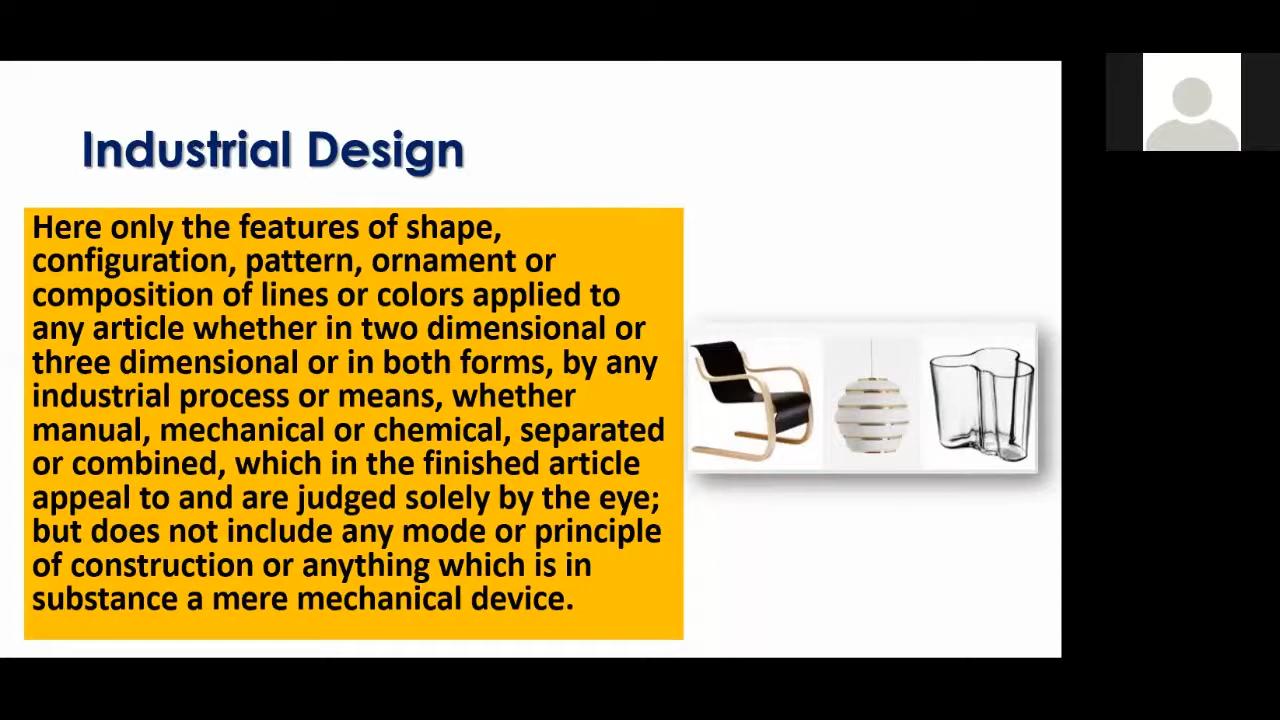 Industrial Design
Here only the features of shape,
configuration, pattern, ornament or
composition of lines or colors applied to
any article whether in two dimensional or
three dimensional or in both forms, by any
industrial process or means, whether
manual, mechanical or chemical, separated
or combined, which in the finished article
appeal to and are judged solely by the eye;
but does not include any mode or principle
of construction or anything which is in
substance a mere mechanical device.